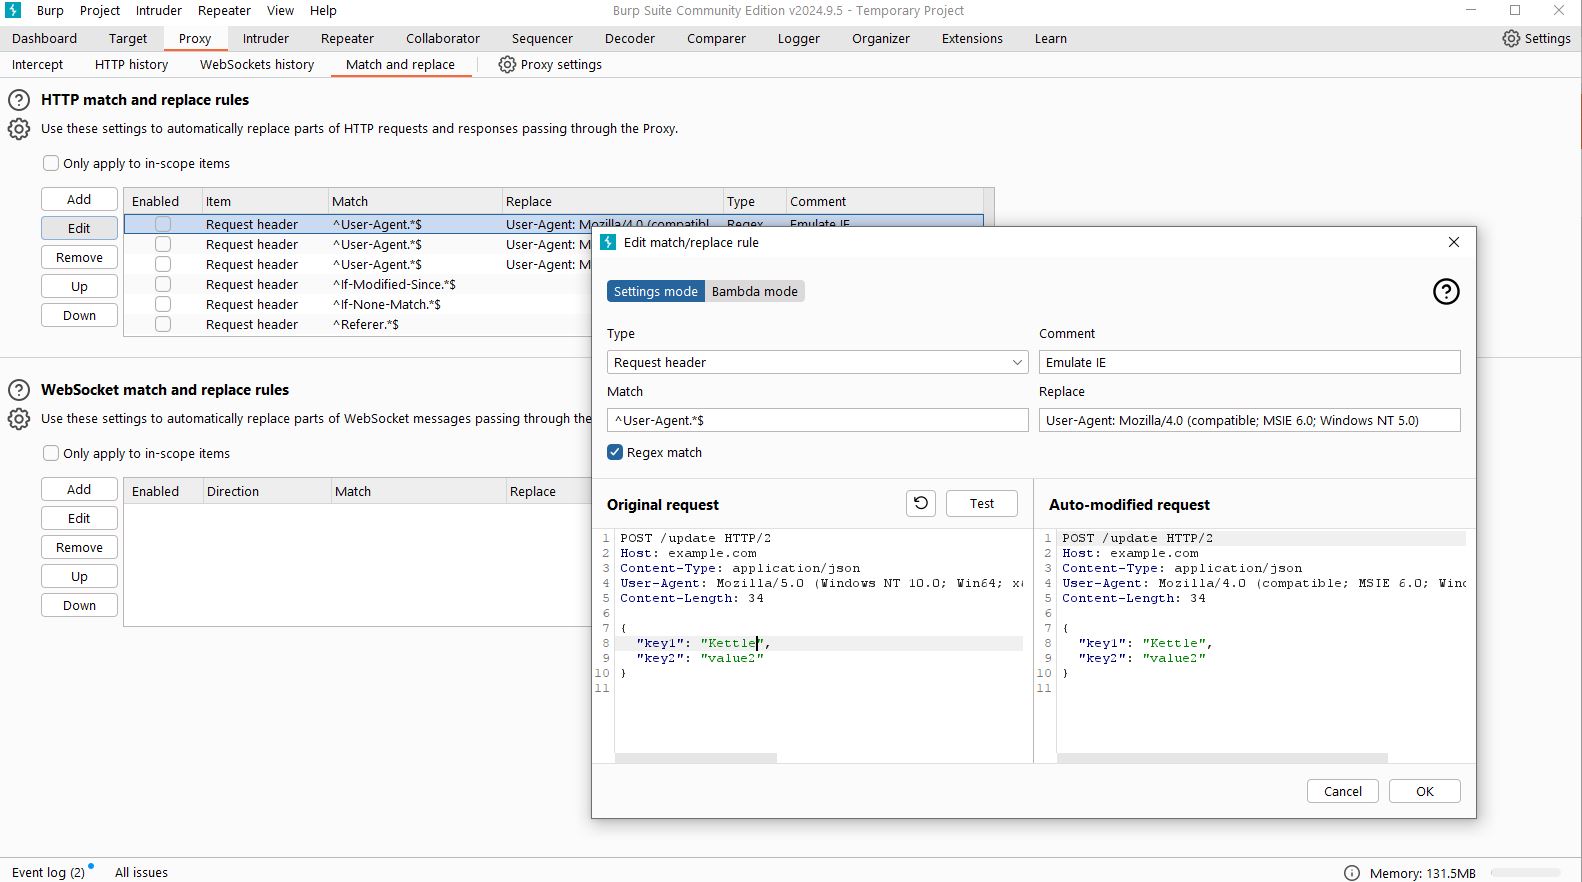 Burp Project Intruder Repeater View Help
Burp Suite Community Edition v2024.9.5 - Temporary Project
Dashboard Target Proxy Intruder Repeater Collaborator Sequencer Decoder Comparer Logger Organizer Extensions Learn Settings
Intercept HTTP history WebSockets history Match and replace Proxy settings
HTTP match and replace rules
Use these settings to automatically replace parts of HTTP requests and responses passing through the Proxy.
Only apply to in-scope items
Add
Edit
Remove
Up
Down
Enabled Item Match Replace Type Comment
Request header ^User-Agent.*$ User-Agent: Mozilla/4.0 (compatibl... Regex Emulate IE
Request header ^User-Agent.*$ User-Agent: M
Request header ^User-Agent.*$ User-Agent: M
Request header ^If-Modified-Since.*$
Request header ^If-None-Match.*$
Request header ^Referer.*$
WebSocket match and replace rules
Use these settings to automatically replace parts of WebSocket messages passing through the
Only apply to in-scope items
Add
Edit
Remove
Up
Down
Enabled Direction Match Replace
Edit match/replace rule
Settings mode Bambda mode
Type
Request header
Comment
Emulate IE
Match
^User-Agent.*$
Replace
User-Agent: Mozilla/4.0 (compatible; MSIE 6.0; Windows NT 5.0)
Regex match
Original request
Test
1 POST /update HTTP/2
2 Host: example.com
3 Content-Type: application/json
4 User-Agent: Mozilla/5.0 (Windows NT 10.0; Win64; x
5 Content-Length: 34
6
7 {
8 "key1": "Kettle",
9 "key2": "value2"
10 }
11
Auto-modified request
1 POST /update HTTP/2
2 Host: example.com
3 Content-Type: application/json
4 User-Agent: Mozilla/4.0 (compatible; MSIE 6.0; Wind
5 Content-Length: 34
6
7 {
8 "key1": "Kettle",
9 "key2": "value2"
10 }
11
Cancel OK
Event log (2) All issues
Memory: 131.5MB